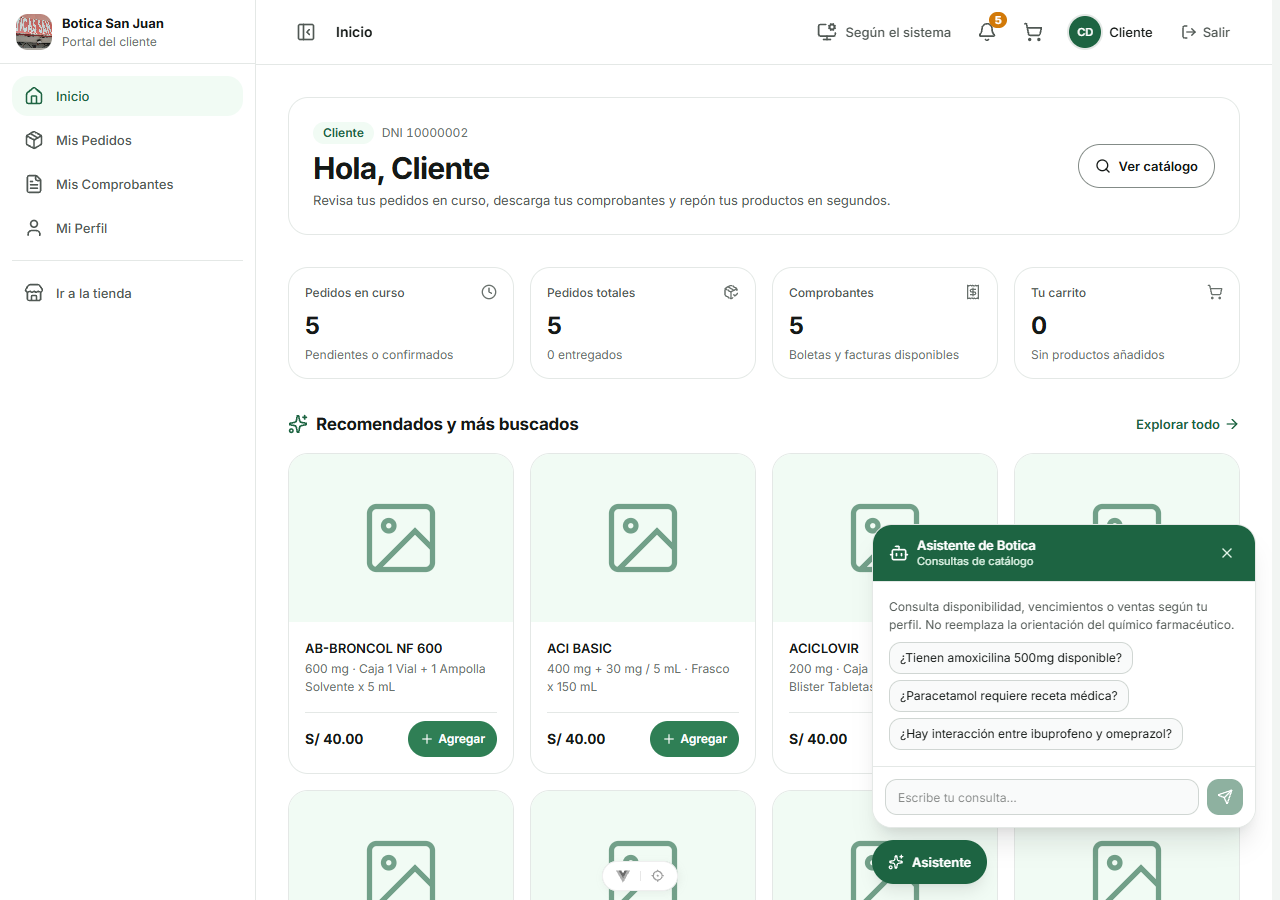 Botica San Juan
Portal del cliente
Inicio
Mis Pedidos
Mis Comprobantes
Mi Perfil
Ir a la tienda
Inicio
Según el sistema
5
CD
Cliente
Salir
Cliente
DNI 10000002
Hola, Cliente
Revisa tus pedidos en curso, descarga tus comprobantes y repón tus productos en segundos.
Ver catálogo
Pedidos en curso
5
Pendientes o confirmados
Pedidos totales
5
0 entregados
Comprobantes
5
Boletas y facturas disponibles
Tu carrito
0
Sin productos añadidos
Recomendados y más buscados
Explorar todo
AB-BRONCOL NF 600
600 mg · Caja 1 Vial + 1 Ampolla
Solvente x 5 mL
S/ 40.00
Agregar
ACI BASIC
400 mg + 30 mg / 5 mL · Frasco
x 150 mL
S/ 40.00
Agregar
ACICLOVIR
200 mg · Caja
Blister Tabletas
S/ 40.00
Asistente de Botica
Consultas de catálogo
Consulta disponibilidad, vencimientos o ventas según tu
perfil. No reemplaza la orientación del químico farmacéutico.
¿Tienen amoxicilina 500mg disponible?
¿Paracetamol requiere receta médica?
¿Hay interacción entre ibuprofeno y omeprazol?
Escribe tu consulta...
Asistente